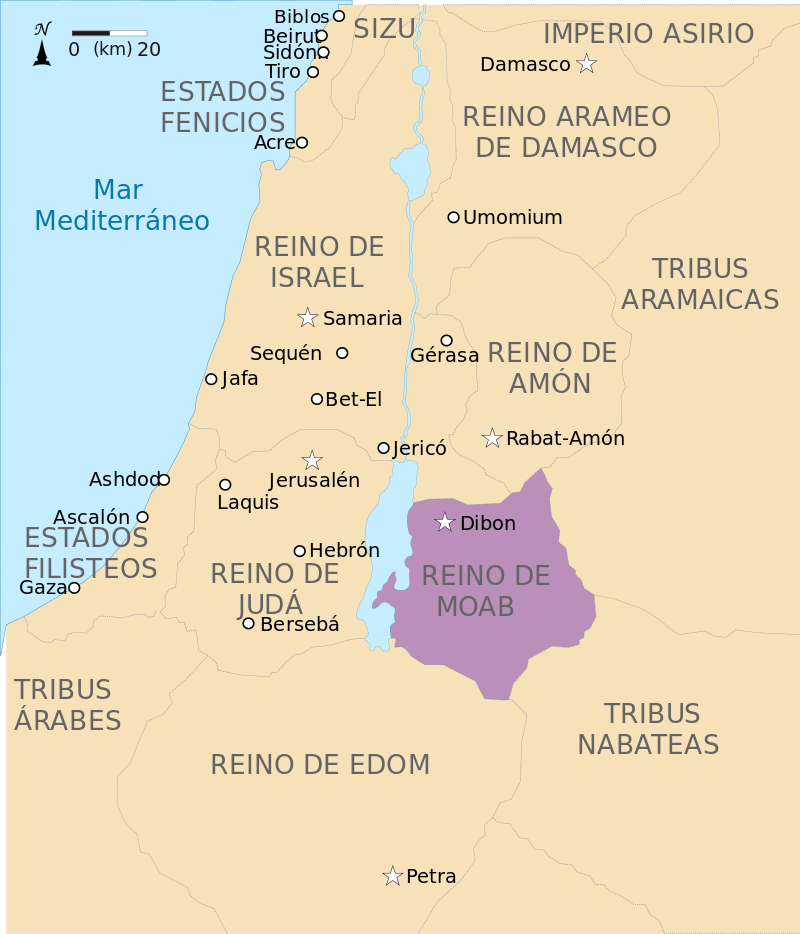 Biblos
SIZU
IMPERIO ASIRIO
N
Beirut
0 (km) 20
Sidónn
Tiro
Damasco
ESTADOS
FENICIOS
REINO ARAMEO
DE DAMASCO
Acre
Mar
Mediterráneo
Umomium
REINO DE
ISRAEL
TRIBUS
ARAMAICAS
Samaria
Sequén
Gérasa
REINO DE
AMÓN
Jafa
Bet-El
Jericó
Rabat-Amón
Ashdod
Jerusalén
Laquis
Ascalón
Dibon
ESTADOS
FILISTEOS
Hebrón
REINO DE
JUDÁ
REINO DE
MOAB
Gaza
Bersebá
TRIBUS
ÁRABES
TRIBUS
NABATEAS
REINO DE EDOM
Petra